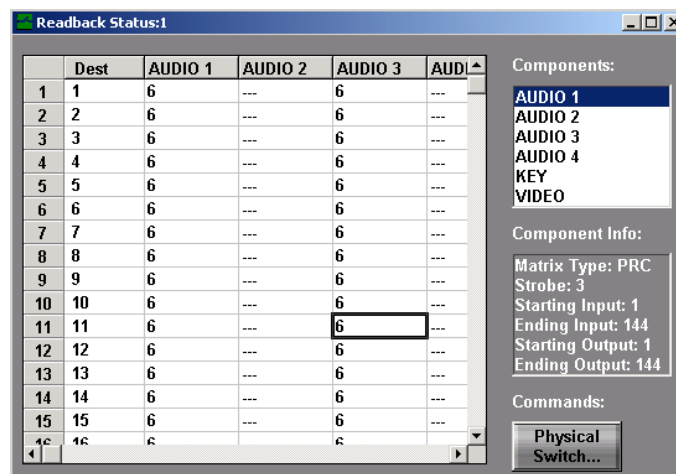 Readback Status:1
Dest AUDIO 1 AUDIO 2 AUDIO 3
1 1 6 --- 6 ---
2 2 6 --- 6 ---
3 3 6 --- 6 ---
4 4 6 --- 6 ---
5 5 6 --- 6 ---
6 6 6 --- 6 ---
7 7 6 --- 6 ---
8 8 6 --- 6 ---
9 9 6 --- 6 ---
10 10 6 --- 6 ---
11 11 6 --- 6 ---
12 12 6 --- 6 ---
13 13 6 --- 6 ---
14 14 6 --- 6 ---
15 15 6 --- 6 ---
16 16 6 6
Components:
AUDIO 1
AUDIO 2
AUDIO 3
AUDIO 4
KEY
VIDEO
Component Info:
Matrix Type: PRC
Strobe: 3
Starting Input: 1
Ending Input: 144
Starting Output: 1
Ending Output: 144
Commands:
Physical
Switch...